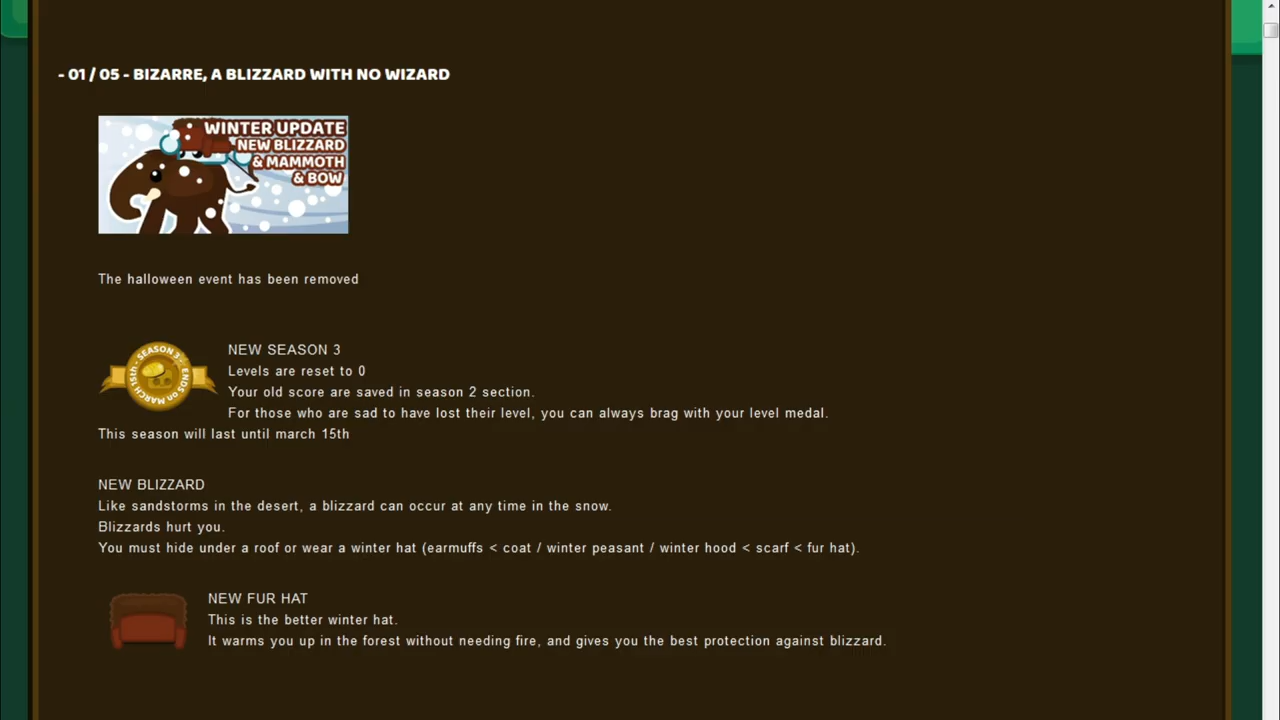 - 01 / 05 - BIZARRE, A BLIZZARD WITH NO WIZARD
WINTER UPDATE
NEW BLIZZARD
& MAMMOTH
& BOW
The halloween event has been removed
- SEASON 3 -
ENDS on MARCH 15th
NEW SEASON 3
Levels are reset to 0
Your old score are saved in season 2 section.
For those who are sad to have lost their level, you can always brag with your level medal.
This season will last until march 15th
NEW BLIZZARD
Like sandstorms in the desert, a blizzard can occur at any time in the snow.
Blizzards hurt you.
You must hide under a roof or wear a winter hat (earmuffs < coat / winter peasant / winter hood < scarf < fur hat).
NEW FUR HAT
This is the better winter hat.
It warms you up in the forest without needing fire, and gives you the best protection against blizzard.